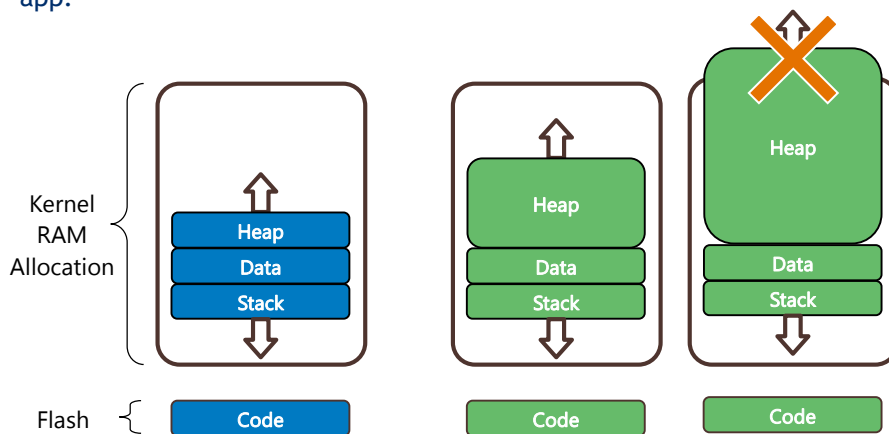 app.
Kernel
RAM
Allocation
Heap
Data
Stack
Heap
Data
Stack
Heap
Data
Stack
Flash
Code
Code
Code